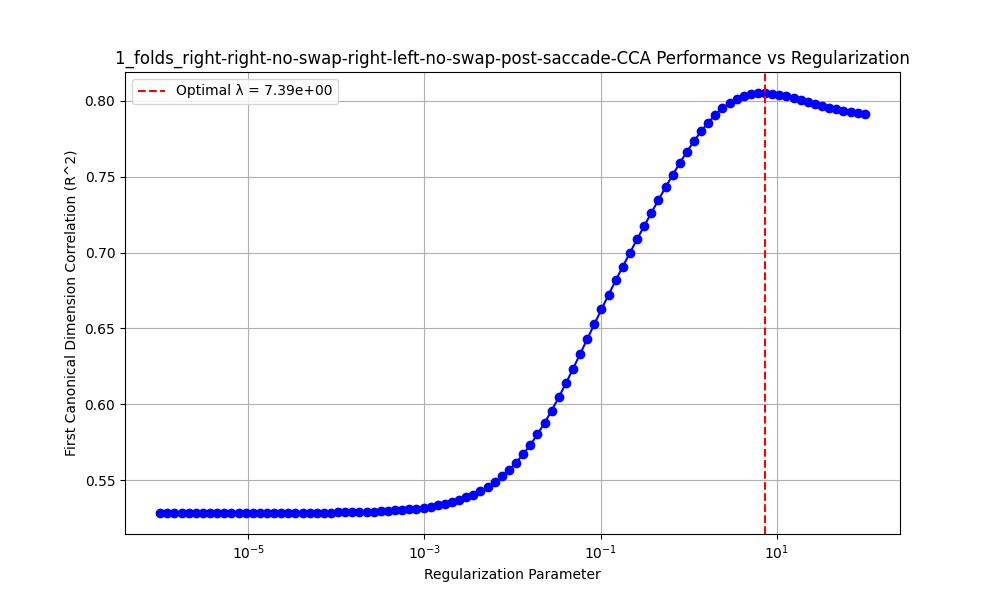 1_folds_right-right-no-swap-right-left-no-swap-post-saccade-CCA Performance vs Regularization
Optimal λ = 7.39e+00
First Canonical Dimension Correlation (R^2)
0.80
0.75
0.70
0.65
0.60
0.55
10^-5
10^-3
10^-1
10^1
Regularization Parameter